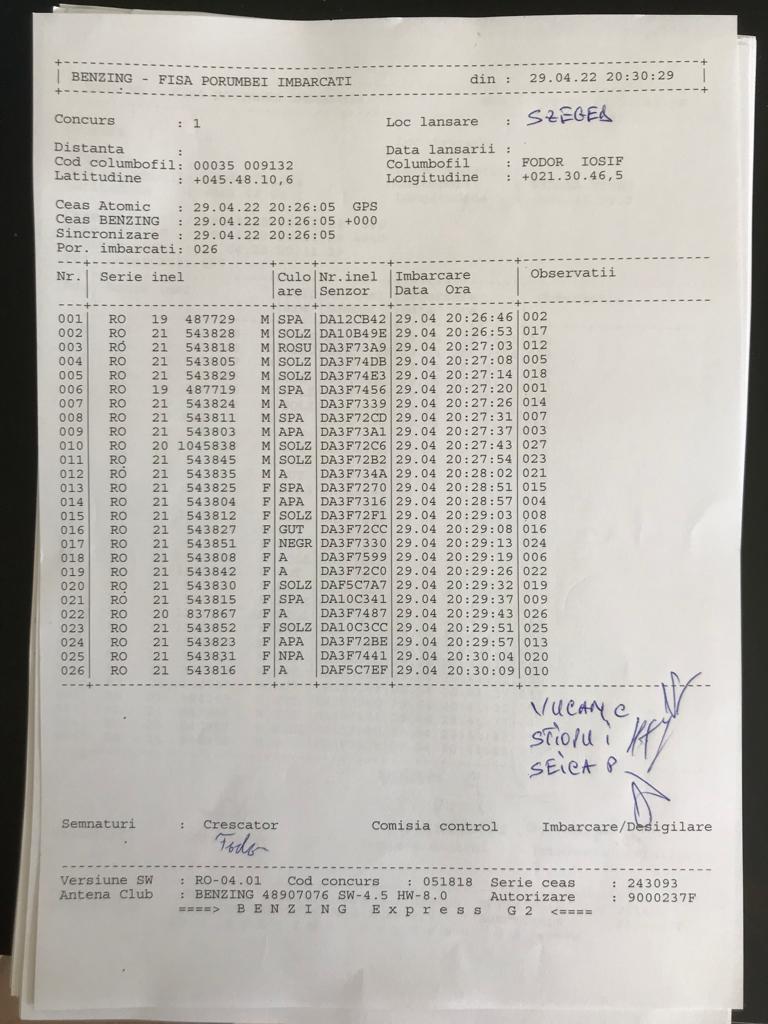 BENZING - FISA PORUMBEI IMBARCATI din : 29.04.22 20:30:29
Concurs : 1 Loc lansare : SZEGED
Distanta : Data lansarii :
Cod columbofil: 00035 009132 Columbofil : FODOR IOSIF
Latitudine : +045.48.10,6 Longitudine : +021.30.46,5
Ceas Atomic : 29.04.22 20:26:05 GPS
Ceas BENZING : 29.04.22 20:26:05 +000
Sincronizare : 29.04.22 20:26:05
Por. imbarcati: 026
Nr. Serie inel Culo Nr.inel Imbarcare Observatii
are Senzor Data Ora
001 RO 19 487729 M SPA DA12CB42 29.04 20:26:46 002
002 RO 21 543828 M SOLZ DA10B49E 29.04 20:26:53 017
003 RO 21 543818 M ROSU DA3F73A9 29.04 20:27:03 012
004 RO 21 543805 M SOLZ DA3F74DB 29.04 20:27:08 005
005 RO 21 543829 M SOLZ DA3F74E3 29.04 20:27:14 018
006 RO 19 487719 M SPA DA3F7456 29.04 20:27:20 001
007 RO 21 543824 M A DA3F7339 29.04 20:27:26 014
008 RO 21 543811 M SPA DA3F72CD 29.04 20:27:31 007
009 RO 21 543803 M APA DA3F73A1 29.04 20:27:37 003
010 RO 20 1045838 M SOLZ DA3F72C6 29.04 20:27:43 027
011 RO 21 543845 M SOLZ DA3F72B2 29.04 20:27:54 023
012 RO 21 543835 M A DA3F734A 29.04 20:28:02 021
013 RO 21 543825 F SPA DA3F7270 29.04 20:28:51 015
014 RO 21 543804 F APA DA3F7316 29.04 20:28:57 004
015 RO 21 543812 F SOLZ DA3F72F1 29.04 20:29:03 008
016 RO 21 543827 F GUT DA3F72CC 29.04 20:29:08 016
017 RO 21 543851 F NEGR DA3F7330 29.04 20:29:13 024
018 RO 21 543808 F A DA3F7599 29.04 20:29:19 006
019 RO 21 543842 F A DA3F72C0 29.04 20:29:26 022
020 RO 21 543830 F SOLZ DAF5C7A7 29.04 20:29:32 019
021 RO 21 543815 F SPA DA10C341 29.04 20:29:37 009
022 RO 20 837867 F A DA3F7487 29.04 20:29:43 026
023 RO 21 543852 F SOLZ DA10C3CC 29.04 20:29:51 025
024 RO 21 543823 F APA DA3F72BE 29.04 20:29:57 013
025 RO 21 543831 F NPA DA3F7441 29.04 20:30:04 020
026 RO 21 543816 F A DAF5C7EF 29.04 20:30:09 010
VUCAN C
STIOPU i
SEICA P
Semnaturi : Crescator Comisia control Imbarcare/Desigilare
Fodor
Versiune SW : RO-04.01 Cod concurs : 051818 Serie ceas : 243093
Antena Club : BENZING 48907076 SW-4.5 HW-8.0 Autorizare : 9000237F
====> B E N Z I N G E x p r e s s G 2 <====